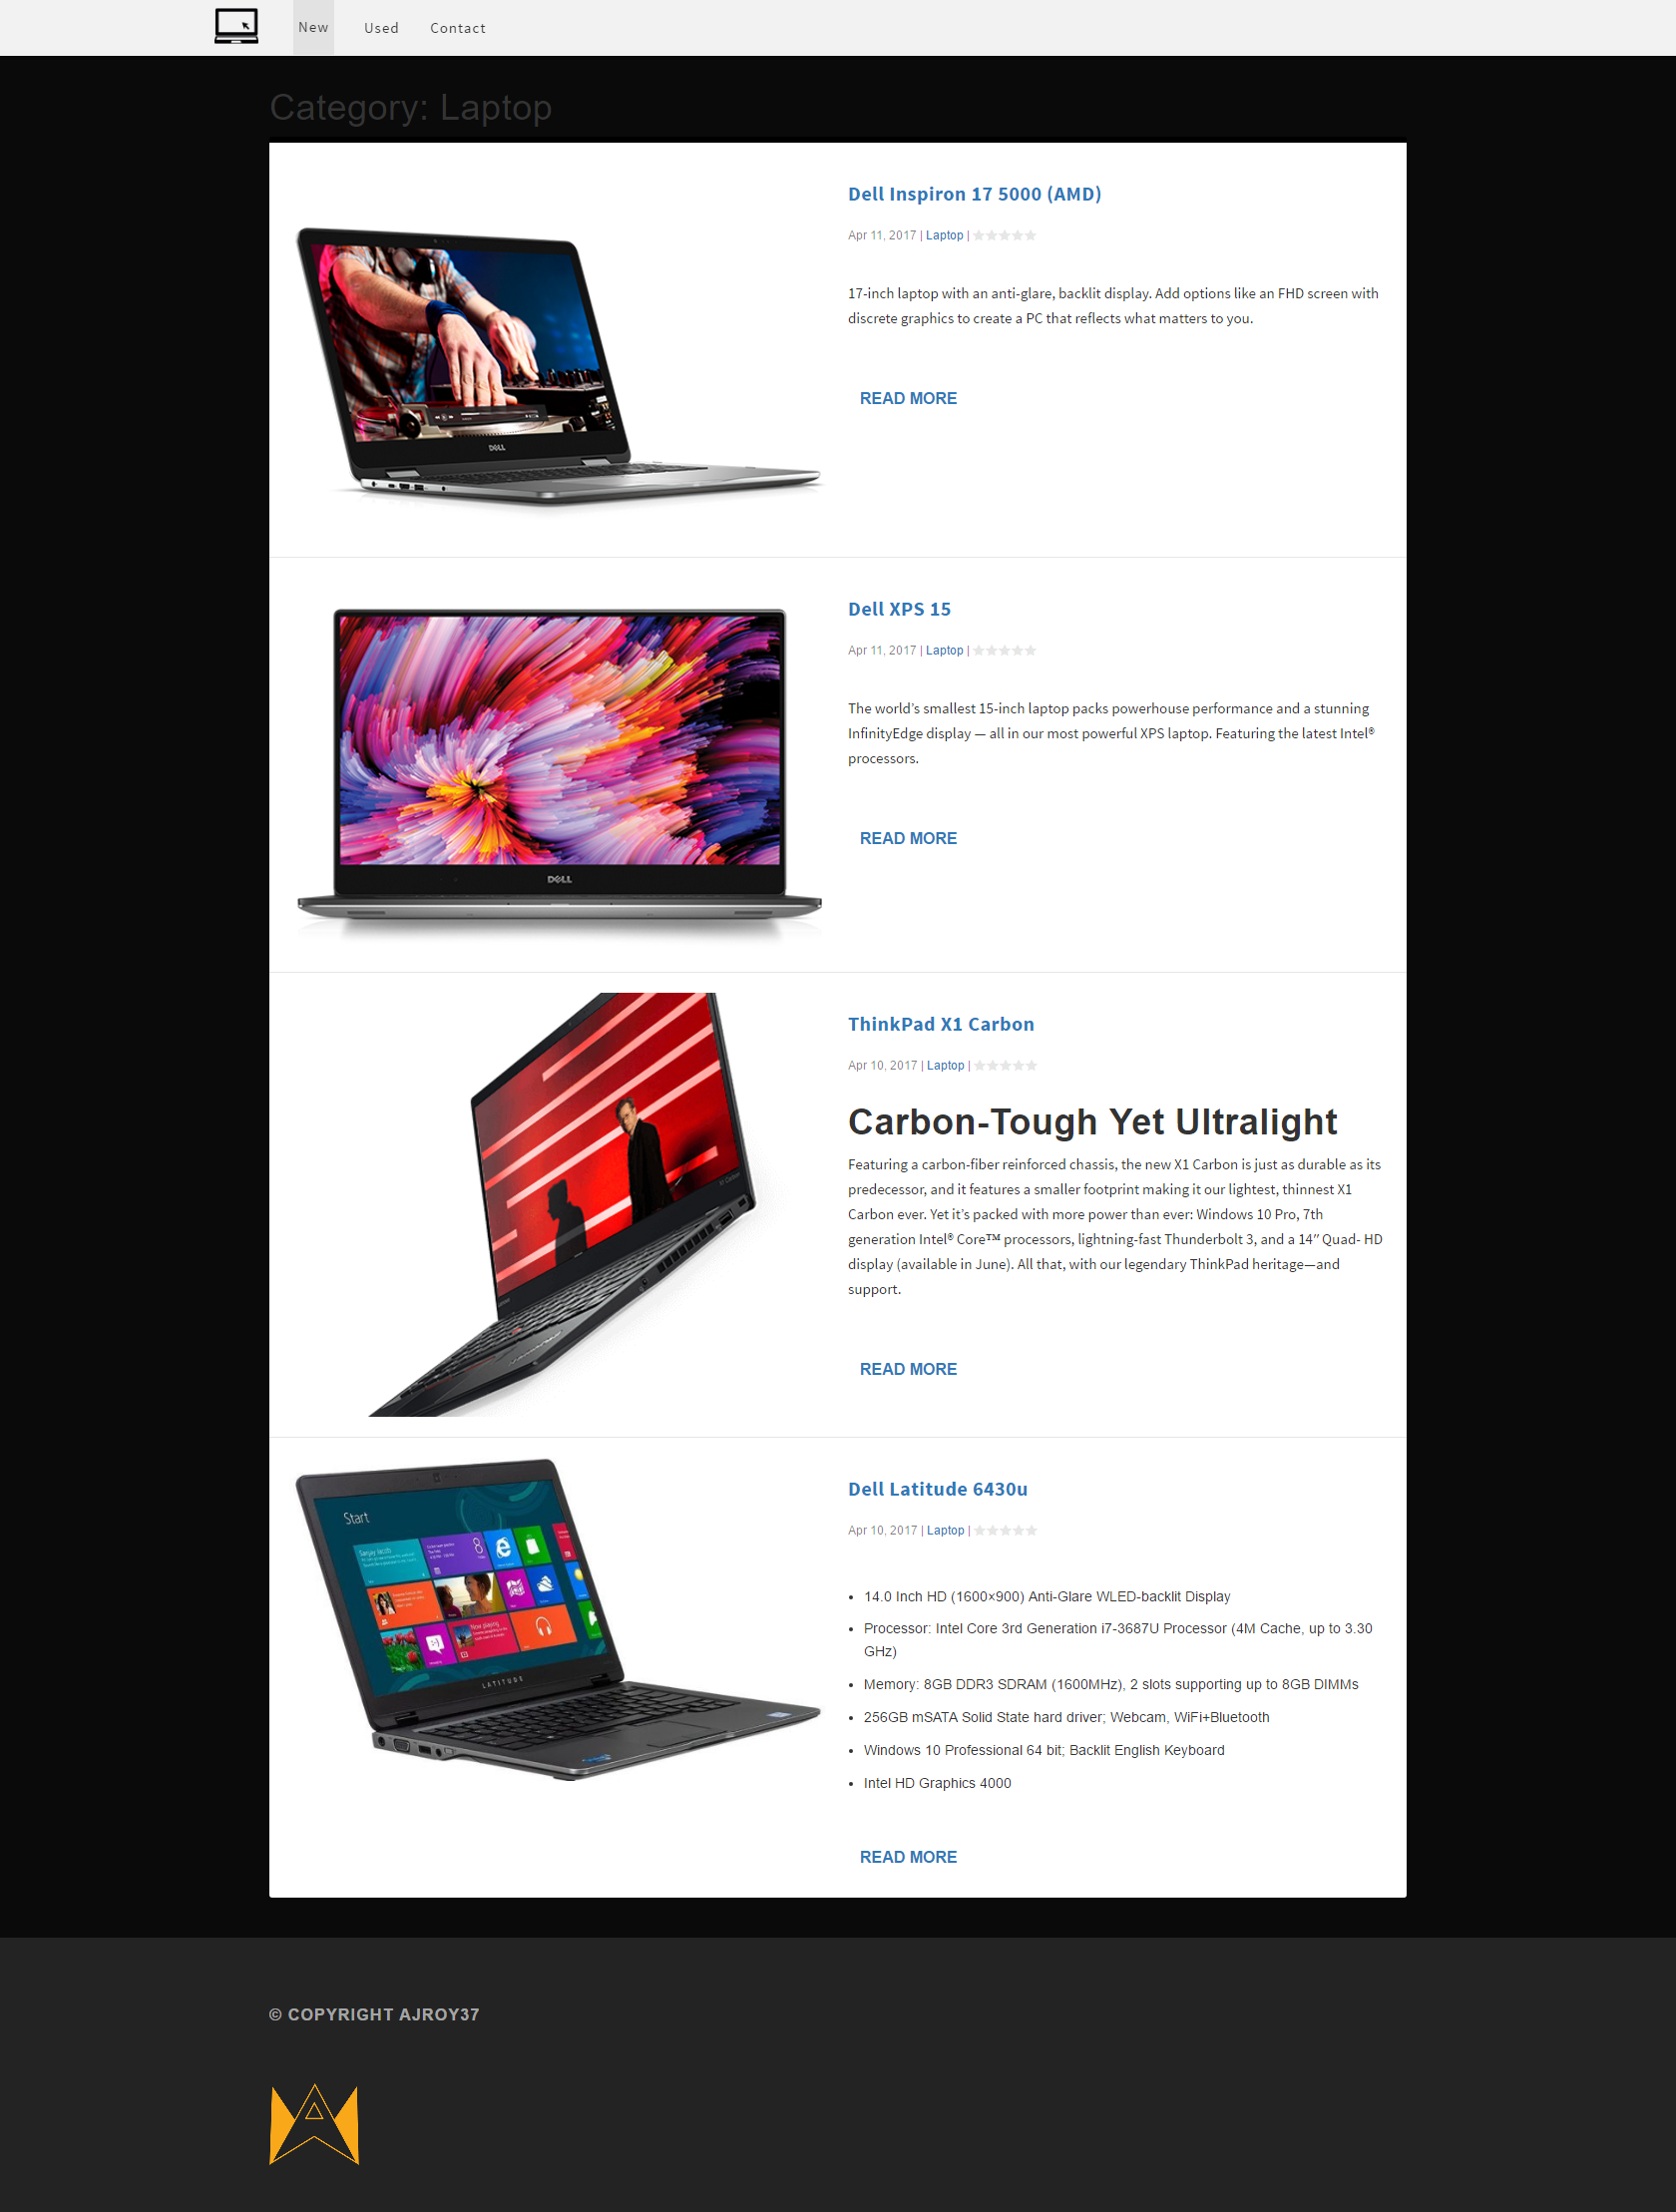 New Used Contact
Category: Laptop
Dell Inspiron 17 5000 (AMD)
Apr 11, 2017 | Laptop |
17-inch laptop with an anti-glare, backlit display. Add options like an FHD screen with
discrete graphics to create a PC that reflects what matters to you.
READ MORE
DELL
Dell XPS 15
Apr 11, 2017 | Laptop |
The world’s smallest 15-inch laptop packs powerhouse performance and a stunning
InfinityEdge display — all in our most powerful XPS laptop. Featuring the latest Intel®
processors.
READ MORE
DELL
ThinkPad X1 Carbon
Apr 10, 2017 | Laptop |
Carbon-Tough Yet Ultralight
Featuring a carbon-fiber reinforced chassis, the new X1 Carbon is just as durable as its
predecessor, and it features a smaller footprint making it our lightest, thinnest X1
Carbon ever. Yet it’s packed with more power than ever: Windows 10 Pro, 7th
generation Intel® Core™ processors, lightning-fast Thunderbolt 3, and a 14″ Quad- HD
display (available in June). All that, with our legendary ThinkPad heritage—and
support.
READ MORE
X1 Carbon
Dell Latitude 6430u
Apr 10, 2017 | Laptop |
Start
LATITUDE
14.0 Inch HD (1600×900) Anti-Glare WLED-backlit Display
Processor: Intel Core 3rd Generation i7-3687U Processor (4M Cache, up to 3.30
GHz)
Memory: 8GB DDR3 SDRAM (1600MHz), 2 slots supporting up to 8GB DIMMs
256GB mSATA Solid State hard driver; Webcam, WiFi+Bluetooth
Windows 10 Professional 64 bit; Backlit English Keyboard
Intel HD Graphics 4000
READ MORE
© COPYRIGHT AJROY37